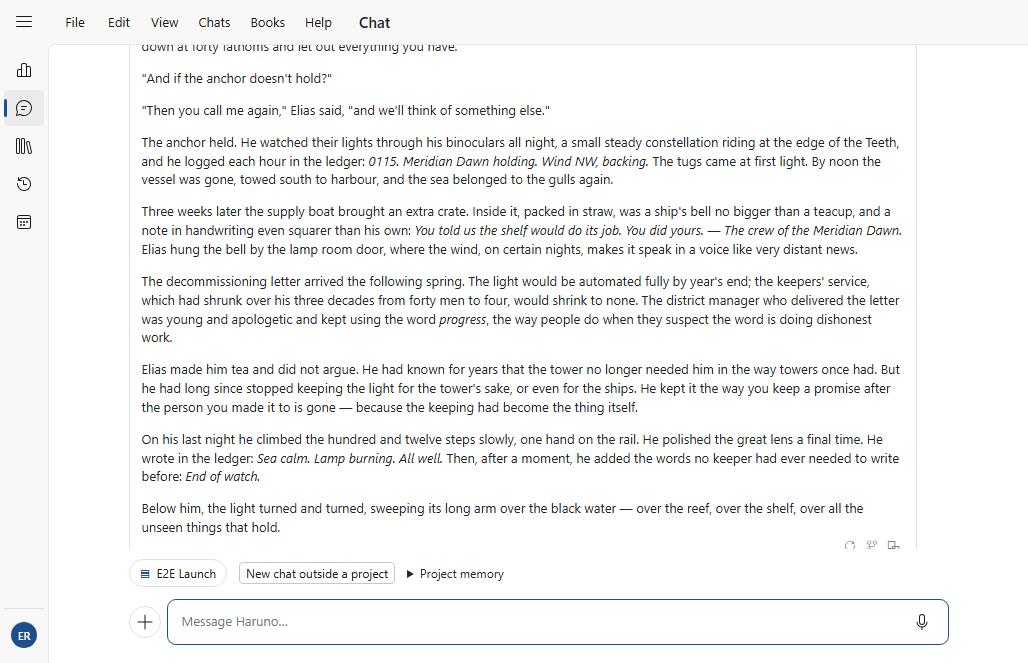 File Edit View Chats Books Help Chat
down at forty fathoms and let out everything you have.
"And if the anchor doesn't hold?"
"Then you call me again," Elias said, "and we'll think of something else."
The anchor held. He watched their lights through his binoculars all night, a small steady constellation riding at the edge of the Teeth,
and he logged each hour in the ledger: 0115. Meridian Dawn holding. Wind NW, backing. The tugs came at first light. By noon the
vessel was gone, towed south to harbour, and the sea belonged to the gulls again.
Three weeks later the supply boat brought an extra crate. Inside it, packed in straw, was a ship's bell no bigger than a teacup, and a
note in handwriting even squarer than his own: You told us the shelf would do its job. You did yours. — The crew of the Meridian Dawn.
Elias hung the bell by the lamp room door, where the wind, on certain nights, makes it speak in a voice like very distant news.
The decommissioning letter arrived the following spring. The light would be automated fully by year's end; the keepers' service,
which had shrunk over his three decades from forty men to four, would shrink to none. The district manager who delivered the letter
was young and apologetic and kept using the word progress, the way people do when they suspect the word is doing dishonest
work.
Elias made him tea and did not argue. He had known for years that the tower no longer needed him in the way towers once had. But
he had long since stopped keeping the light for the tower's sake, or even for the ships. He kept it the way you keep a promise after
the person you made it to is gone — because the keeping had become the thing itself.
On his last night he climbed the hundred and twelve steps slowly, one hand on the rail. He polished the great lens a final time. He
wrote in the ledger: Sea calm. Lamp burning. All well. Then, after a moment, he added the words no keeper had ever needed to write
before: End of watch.
Below him, the light turned and turned, sweeping its long arm over the black water — over the reef, over the shelf, over all the
unseen things that hold.
E2E Launch New chat outside a project Project memory
Message Haruno...
ER